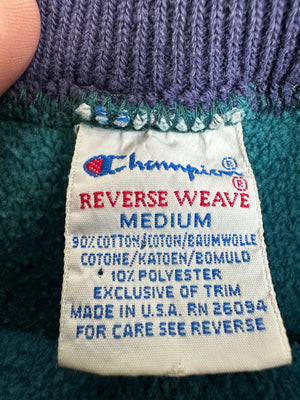 Champion®
REVERSE WEAVE®
MEDIUM
90% COTTON/COTON/BAUMWOLLE
COTONE/KATOEN/BOMULD
10% POLYESTER
EXCLUSIVE OF TRIM
MADE IN U.S.A. RN 26094
FOR CARE SEE REVERSE